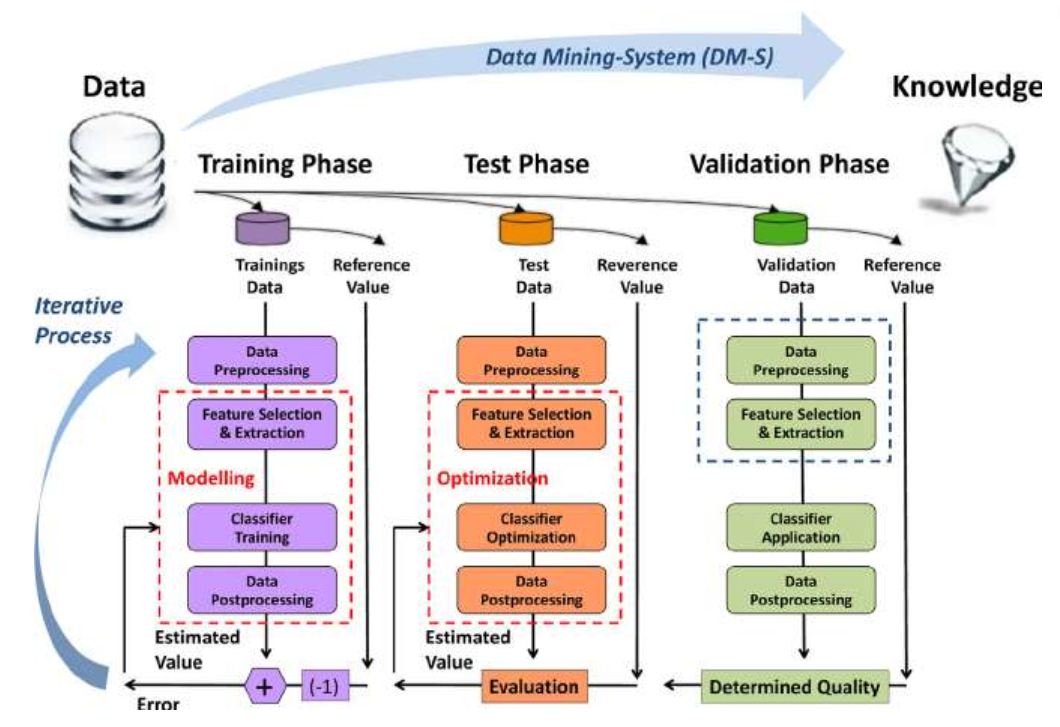 Data Mining-System (DM-S)
Data
Knowledge
Training Phase
Test Phase
Validation Phase
Trainings
Data
Reference
Value
Test
Data
Reverence
Value
Validation
Data
Reference
Value
Iterative
Process
Data
Preprocessing
Feature Selection
& Extraction
Modelling
Classifier
Training
Data
Postprocessing
Estimated
Value
+
(-1)
Error
Data
Preprocessing
Feature Selection
& Extraction
Optimization
Classifier
Optimization
Data
Postprocessing
Estimated
Value
Evaluation
Data
Preprocessing
Feature Selection
& Extraction
Classifier
Application
Data
Postprocessing
Determined Quality